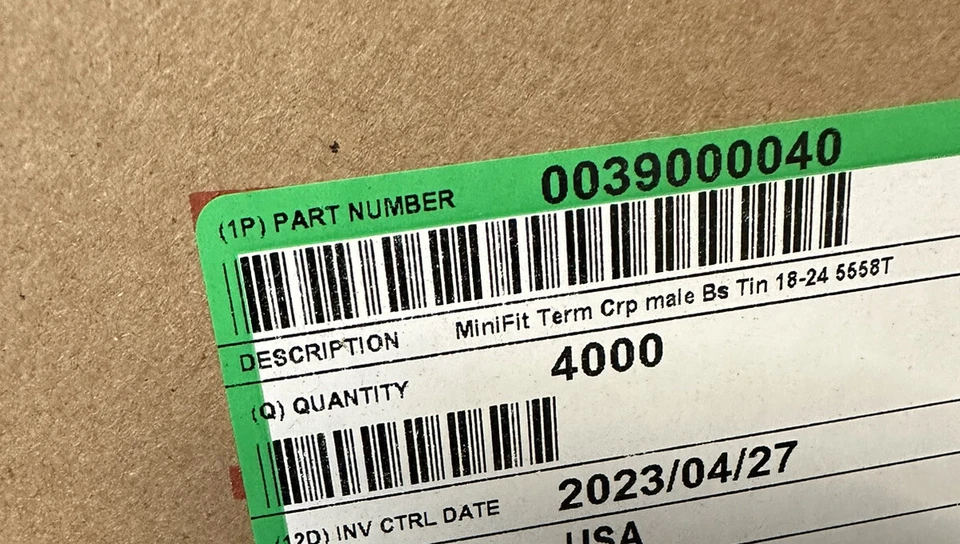 (1P) PART NUMBER 0039000040
DESCRIPTION MiniFit Term Crp male Bs Tin 18-24 5558T
(Q) QUANTITY 4000
(12D) INV CTRL DATE 2023/04/27
USA